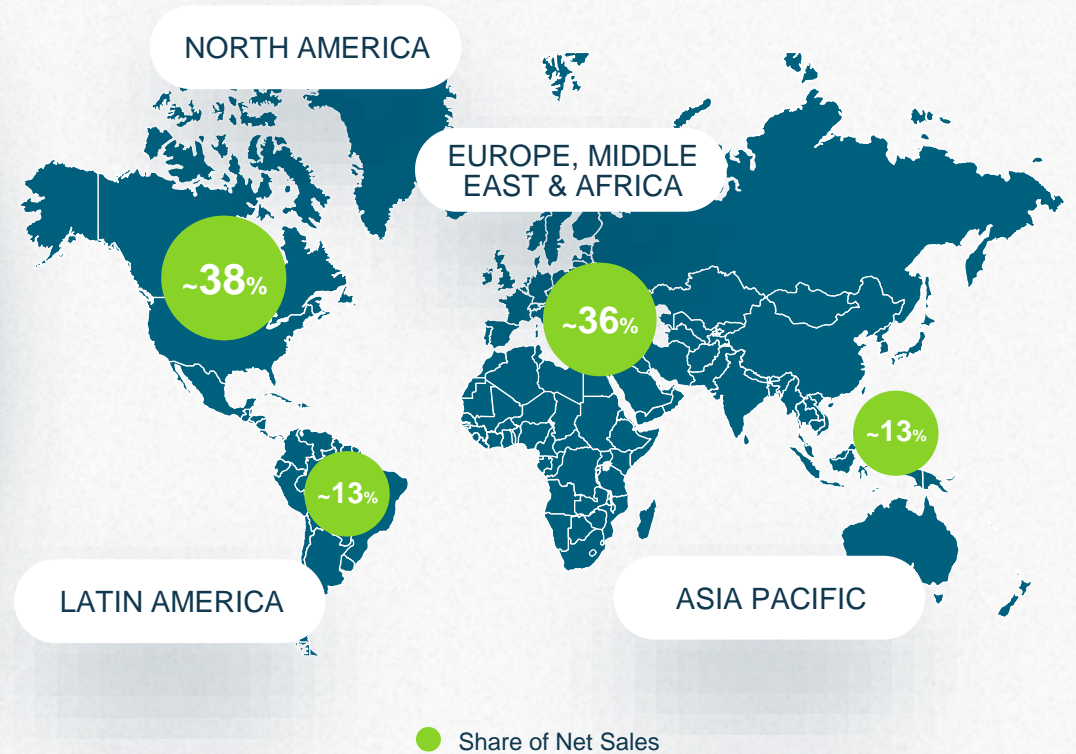 NORTH AMERICA
EUROPE, MIDDLE
EAST & AFRICA
~38%
~36%
~13%
~13%
LATIN AMERICA
ASIA PACIFIC
Share of Net Sales